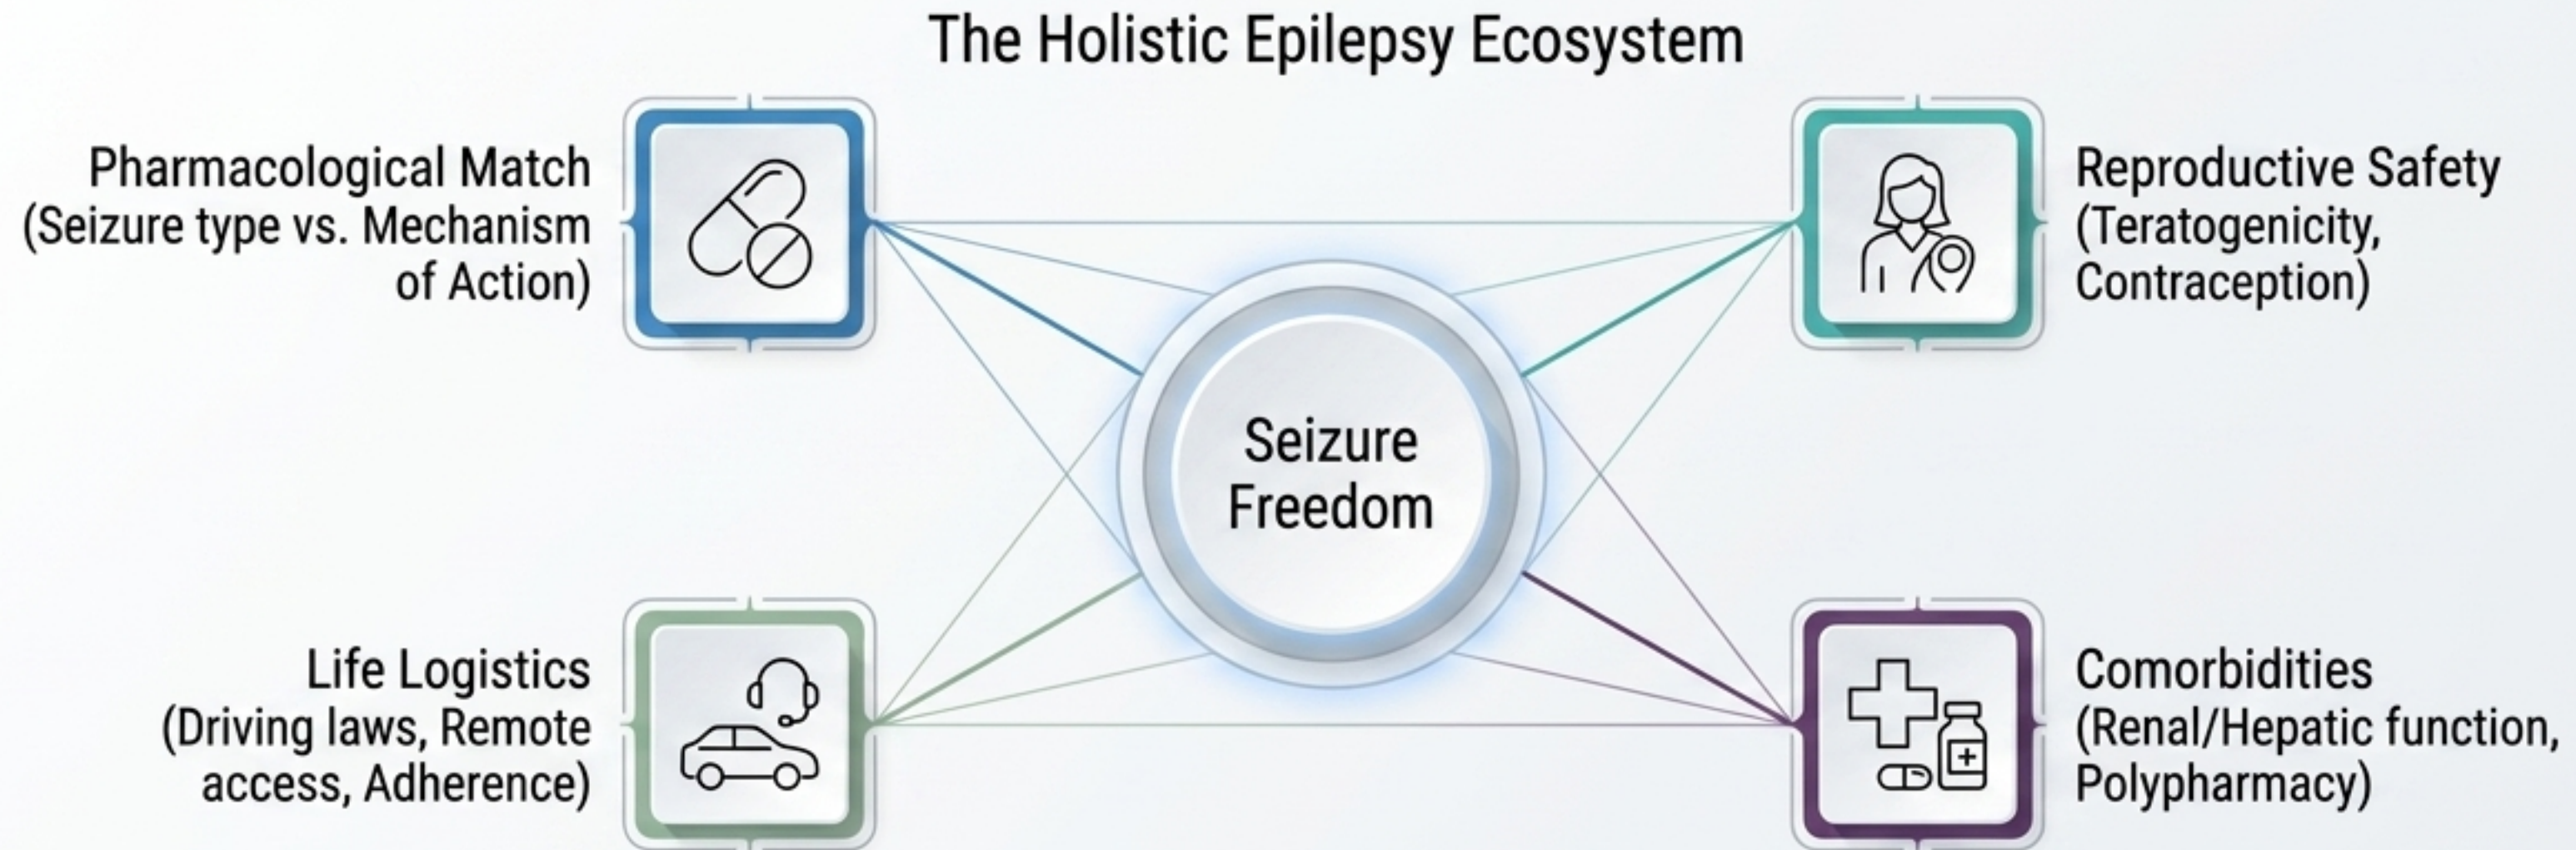 The Holistic Epilepsy Ecosystem
Pharmacological Match
(Seizure type vs. Mechanism
of Action)
Reproductive Safety
(Teratogenicity,
Contraception)
Seizure
Freedom
Life Logistics
(Driving laws, Remote
access, Adherence)
Comorbidities
(Renal/Hepatic function,
Polypharmacy)